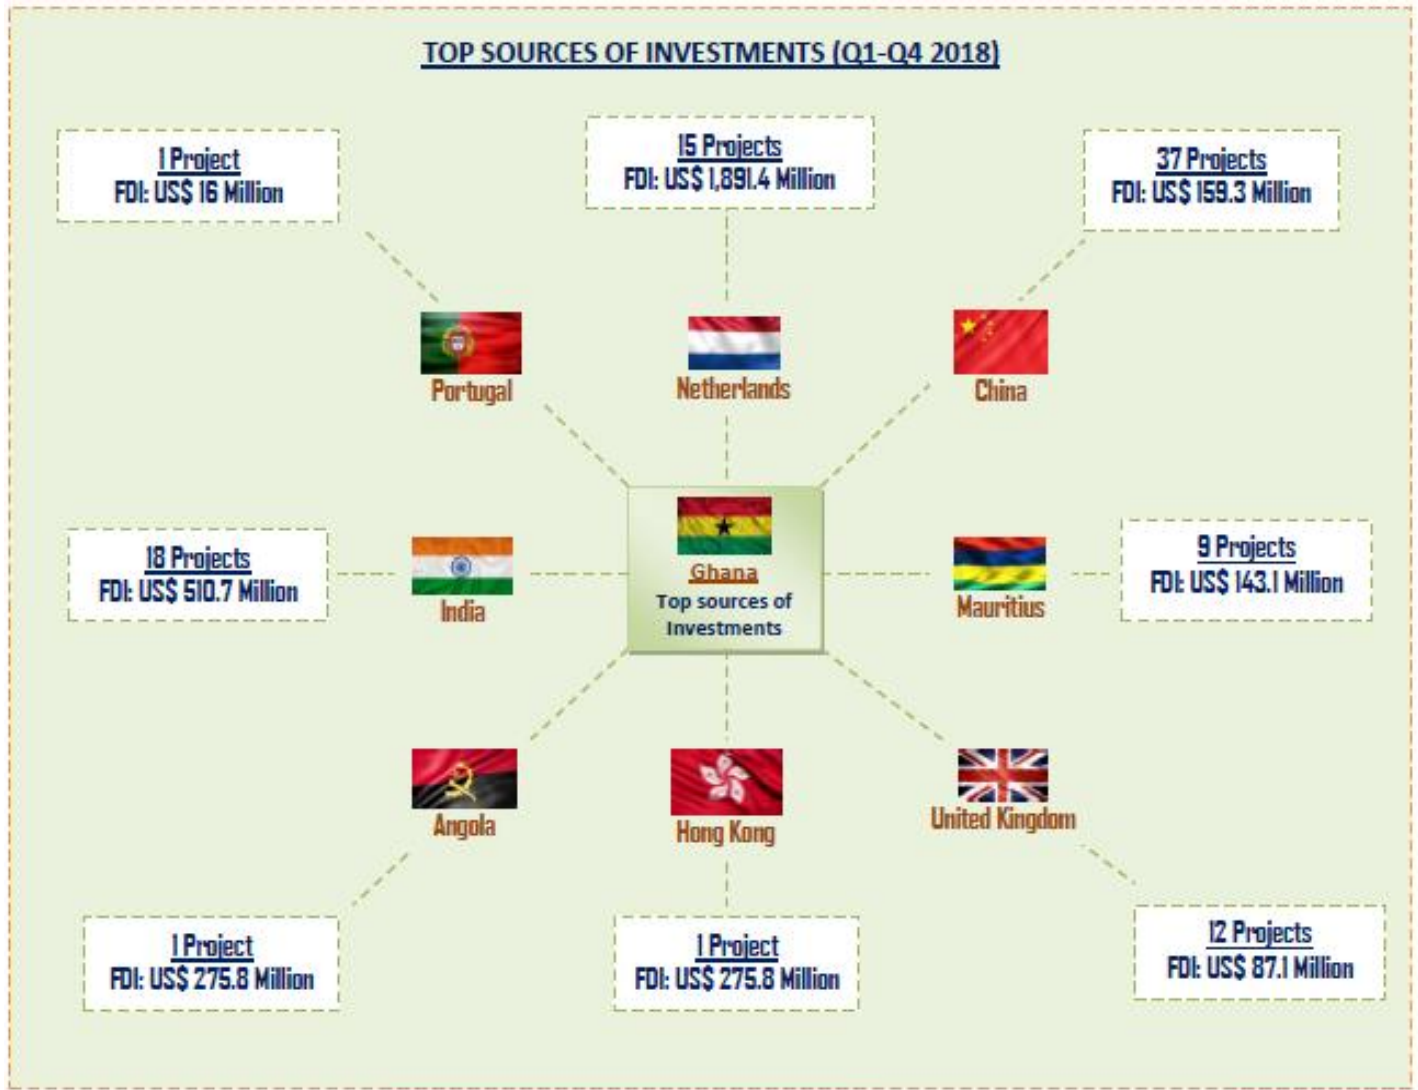 TOP SOURCES OF INVESTMENTS (Q1-Q4 2018)
1 Project
FDI: US$ 16 Million
15 Projects
FDI: US$ 1,891.4 Million
37 Projects
FDI: US$ 159.3 Million
Portugal
Netherlands
China
18 Projects
FDI: US$ 510.7 Million
India
Ghana
Top sources of
Investments
Mauritius
9 Projects
FDI: US$ 143.1 Million
Angola
Hong Kong
United Kingdom
1 Project
FDI: US$ 275.8 Million
1 Project
FDI: US$ 275.8 Million
12 Projects
FDI: US$ 87.1 Million